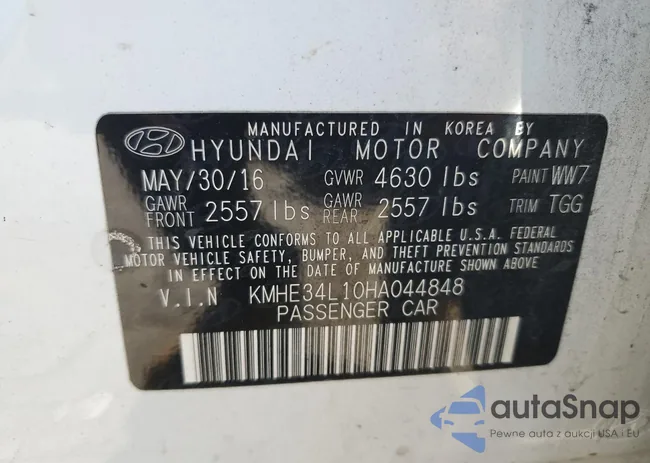 MANUFACTURED IN KOREA BY
HYUNDAI MOTOR COMPANY
MAY/30/16 GVWR 4630 lbs PAINT WW7
GAWR FRONT 2557 lbs GAWR REAR 2557 lbs TRIM TGG
THIS VEHICLE CONFORMS TO ALL APPLICABLE U.S.A. FEDERAL
MOTOR VEHICLE SAFETY, BUMPER, AND THEFT PREVENTION STANDARDS
IN EFFECT ON THE DATE OF MANUFACTURE SHOWN ABOVE
V.I.N KMHE34L10HA044848
PASSENGER CAR
autaSnap
Pewne auta z aukcji USA i EU